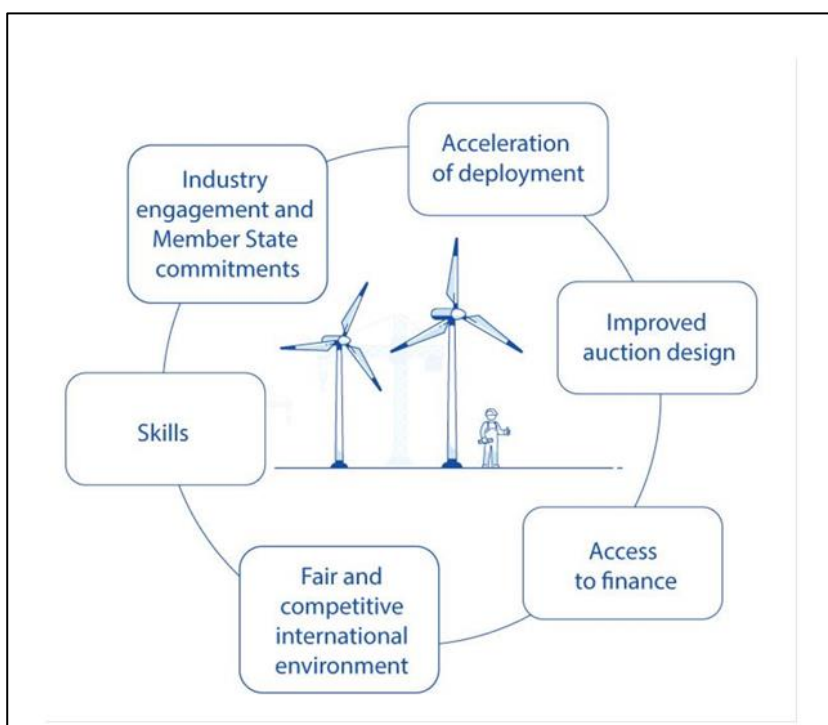 Acceleration
of deployment
Improved
auction design
Access
to finance
Fair and
competitive
international
environment
Skills
Industry
engagement and
Member State
commitments